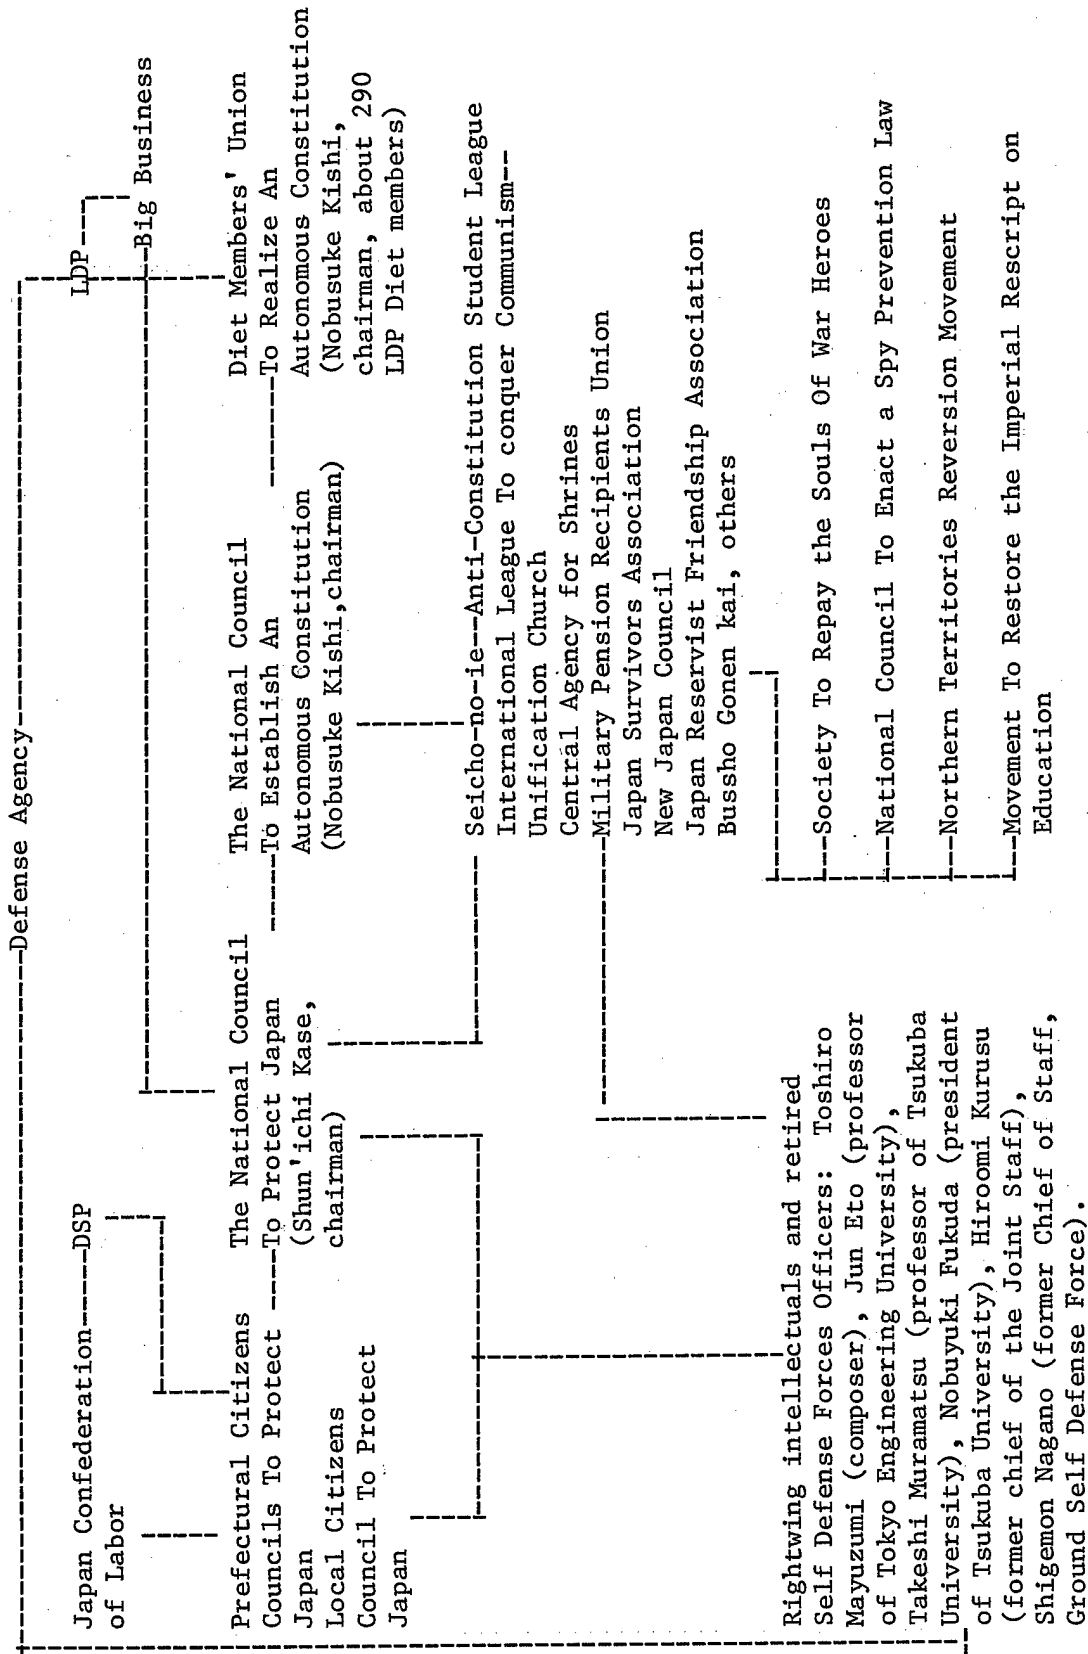 Defense Agency
LDP
Big Business
Japan Confederation-----DSP
of Labor
Prefectural Citizens
Councils To Protect
Japan
Local Citizens
Council To Protect
Japan
The National Council
To Protect Japan
(Shun'ichi Kase,
chairman)
The National Council
To Establish An
Autonomous Constitution
(Nobusuke Kishi,chairman)
Diet Members' Union
To Realize An
Autonomous Constitution
(Nobusuke Kishi,
chairman, about 290
LDP Diet members)
Seicho-no-ie--Anti-Constitution Student League
International League To conquer Communism--
Unification Church
Central Agency for Shrines
Military Pension Recipients Union
Japan Survivors Association
New Japan Council
Japan Reservist Friendship Association
Bussho Gonen kai, others
Society To Repay the Souls Of War Heroes
National Council To Enact a Spy Prevention Law
Northern Territories Reversion Movement
Movement To Restore the Imperial Rescript on
Education
Rightwing intellectuals and retired
Self Defense Forces Officers:  Toshiro
Mayuzumi (composer), Jun Eto (professor
of Tokyo Engineering University),
Takeshi Muramatsu (professor of Tsukuba
University), Nobuyuki Fukuda (president
of Tsukuba University), Hiroomi Kurusu
(former chief of the Joint Staff),
Shigemon Nagano (former Chief of Staff,
Ground Self Defense Force).